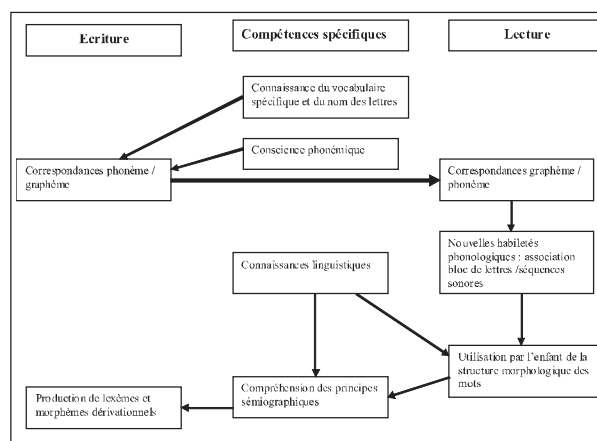 Ecriture
Compétences spécifiques
Lecture
Connaissance du vocabulaire
spécifique et du nom des lettres
Conscience phonémique
Correspondances phonème /
graphème
Correspondances graphème /
phonème
Nouvelles habiletés
phonologiques : association
bloc de lettres /séquences
sonores
Connaissances linguistiques
Utilisation par l'enfant de la
structure morphologique des
mots
Compréhension des principes
sémiographiques
Production de lexèmes et
morphèmes dérivationnels